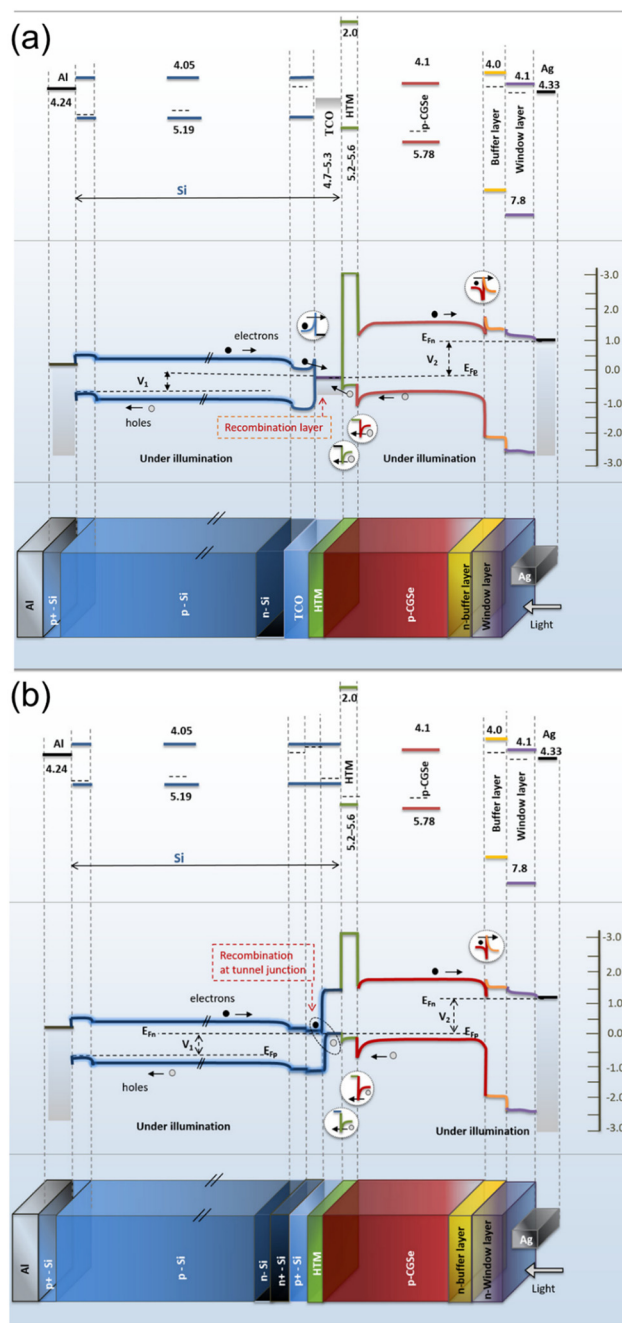 (a)
2.0
Al
4.05
4.1
4.0
4.1
Ag
4.33
4.24
HTM
TCO
p-CGSe
5.19
5.78
4.7–5.3
5.2–5.6
Buffer layer
Window layer
7.8
Si
-3.0
2.0
1.0
0.0
-1.0
-2.0
-3.0
electrons
EFn
V2
EFp
V1
holes
Recombination layer
Under illumination
Under illumination
Al
p+ - Si
p - Si
n- Si
TCO
HTM
p-CGSe
n-buffer layer
Window layer
Ag
Light
(b)
2.0
Al
4.05
4.1
4.0
4.1
Ag
4.33
4.24
HTM
p-CGSe
5.19
5.78
5.2–5.6
Buffer layer
Window layer
7.8
Si
-3.0
2.0
1.0
0.0
-1.0
-2.0
-3.0
Recombination
at tunnel junction
electrons
EFn
V1
EFp
EFn
V2
EFp
holes
Under illumination
Under illumination
Al
p+ - Si
p - Si
n- Si
n+ - Si
p+ - Si
HTM
p-CGSe
n-buffer layer
n-Window layer
Ag
Light